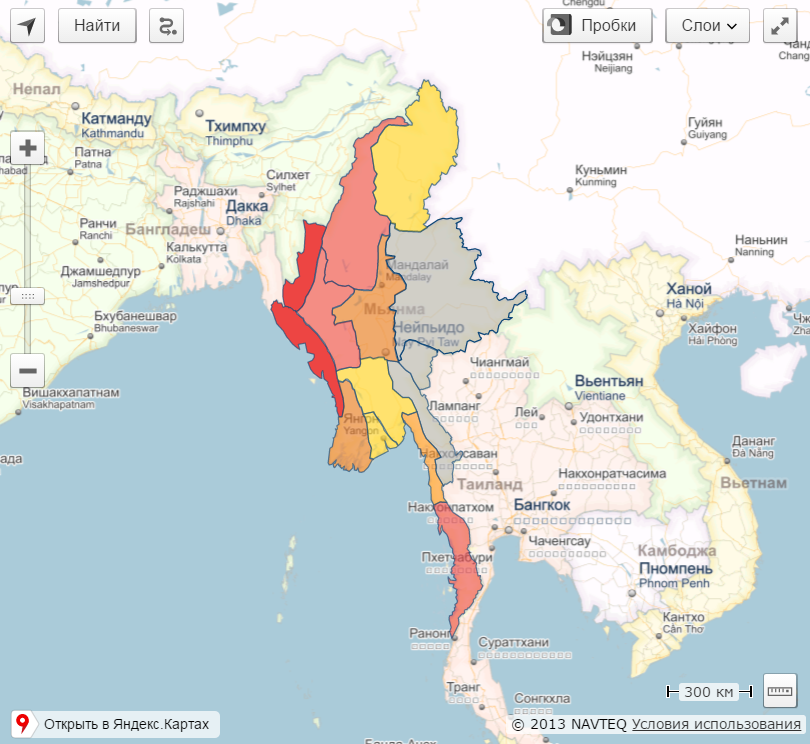 Chengdu
Найти
Пробки
Слои
Нэйцзян
Neijiang
Непал
Катманду
Kathmandu
Тхимпху
Thimphu
Гуйян
Guiyang
Патна
Patna
Силхет
Sylhet
Куньмин
Kunming
Раджшахи
Rajshahi
Дакка
Dhaka
Ранчи
Ranchi
Бангладеш
Калькутта
Kolkata
Наньнин
Nanning
Джамшедпур
Jamshedpur
Мандалай
Mandalay
Ханой
Hà Nội
Бхубанешвар
Bhubaneswar
Мьянма
Нейпьидо
Nay Pyi Taw
Хайфон
Hải Phòng
Чиангмай
Вьентьян
Vientiane
Висакхапатнам
Visakhapatnam
Лампанг
Лей
Удонтхани
Янгон
Yangon
Дананг
Đà Nẵng
Накхонсаван
Накхонратчасима
Таиланд
Вьетнам
Накхонпатхом
Бангкок
Чаченгсау
Камбоджа
Пхетчабури
Пномпень
Phnom Penh
Кантхо
Cần Thơ
Ранонг
Сураттхани
Транг
Сонгкхла
300 км
Открыть в Яндекс.Картах
© 2013 NAVTEQ Условия использования